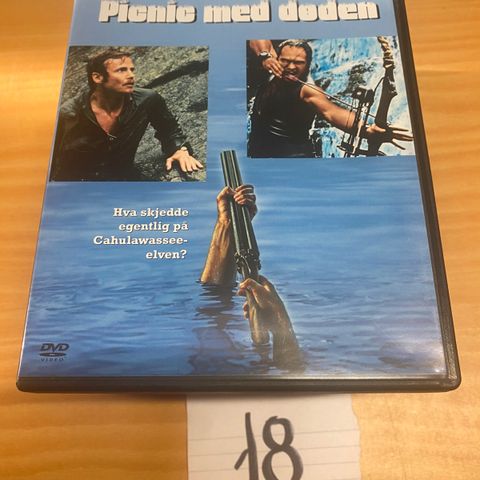 Picnic med døden
Hva skjedde
egentlig på
Cahulawassee-
elven?
DVD
VIDEO
18